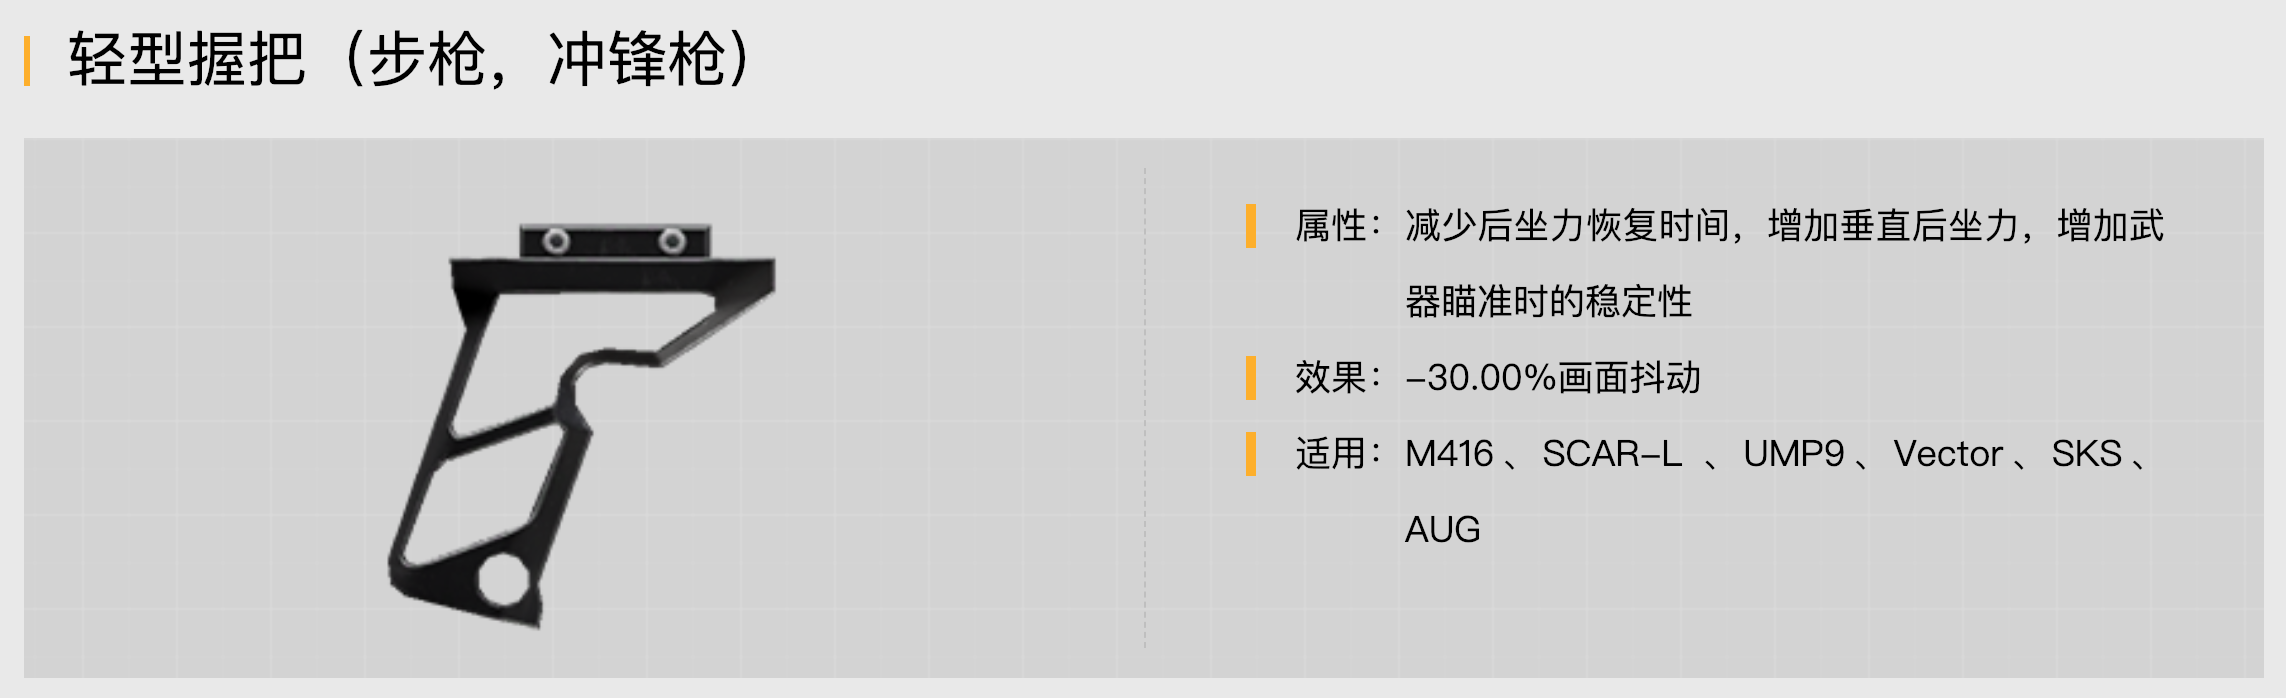 轻型握把（步枪，冲锋枪）
属性：减少后坐力恢复时间，增加垂直后坐力，增加武
器瞄准时的稳定性
效果：-30.00%画面抖动
适用：M416 、 SCAR-L 、 UMP9 、 Vector 、 SKS 、
AUG